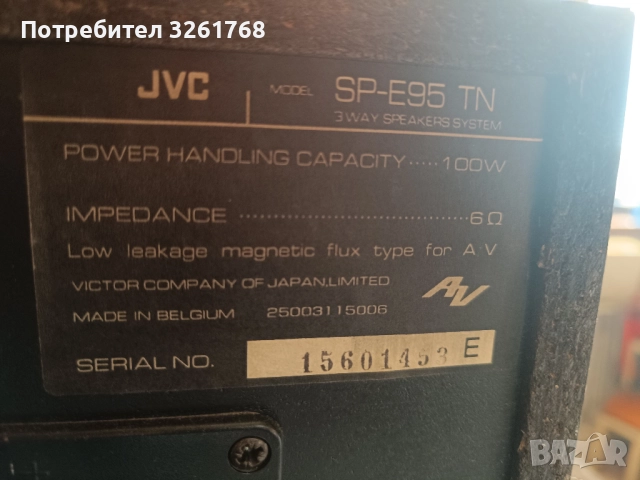 Потребител 3261768
JVC MODEL SP-E95 TN
3 WAY SPEAKERS SYSTEM
POWER HANDLING CAPACITY ····· 100W
IMPEDANCE ······································ 6Ω
Low leakage magnetic flux type for A V
VICTOR COMPANY OF JAPAN,LIMITED
AV
MADE IN BELGIUM 25003115006
SERIAL NO. 15601453 E
BAZAR